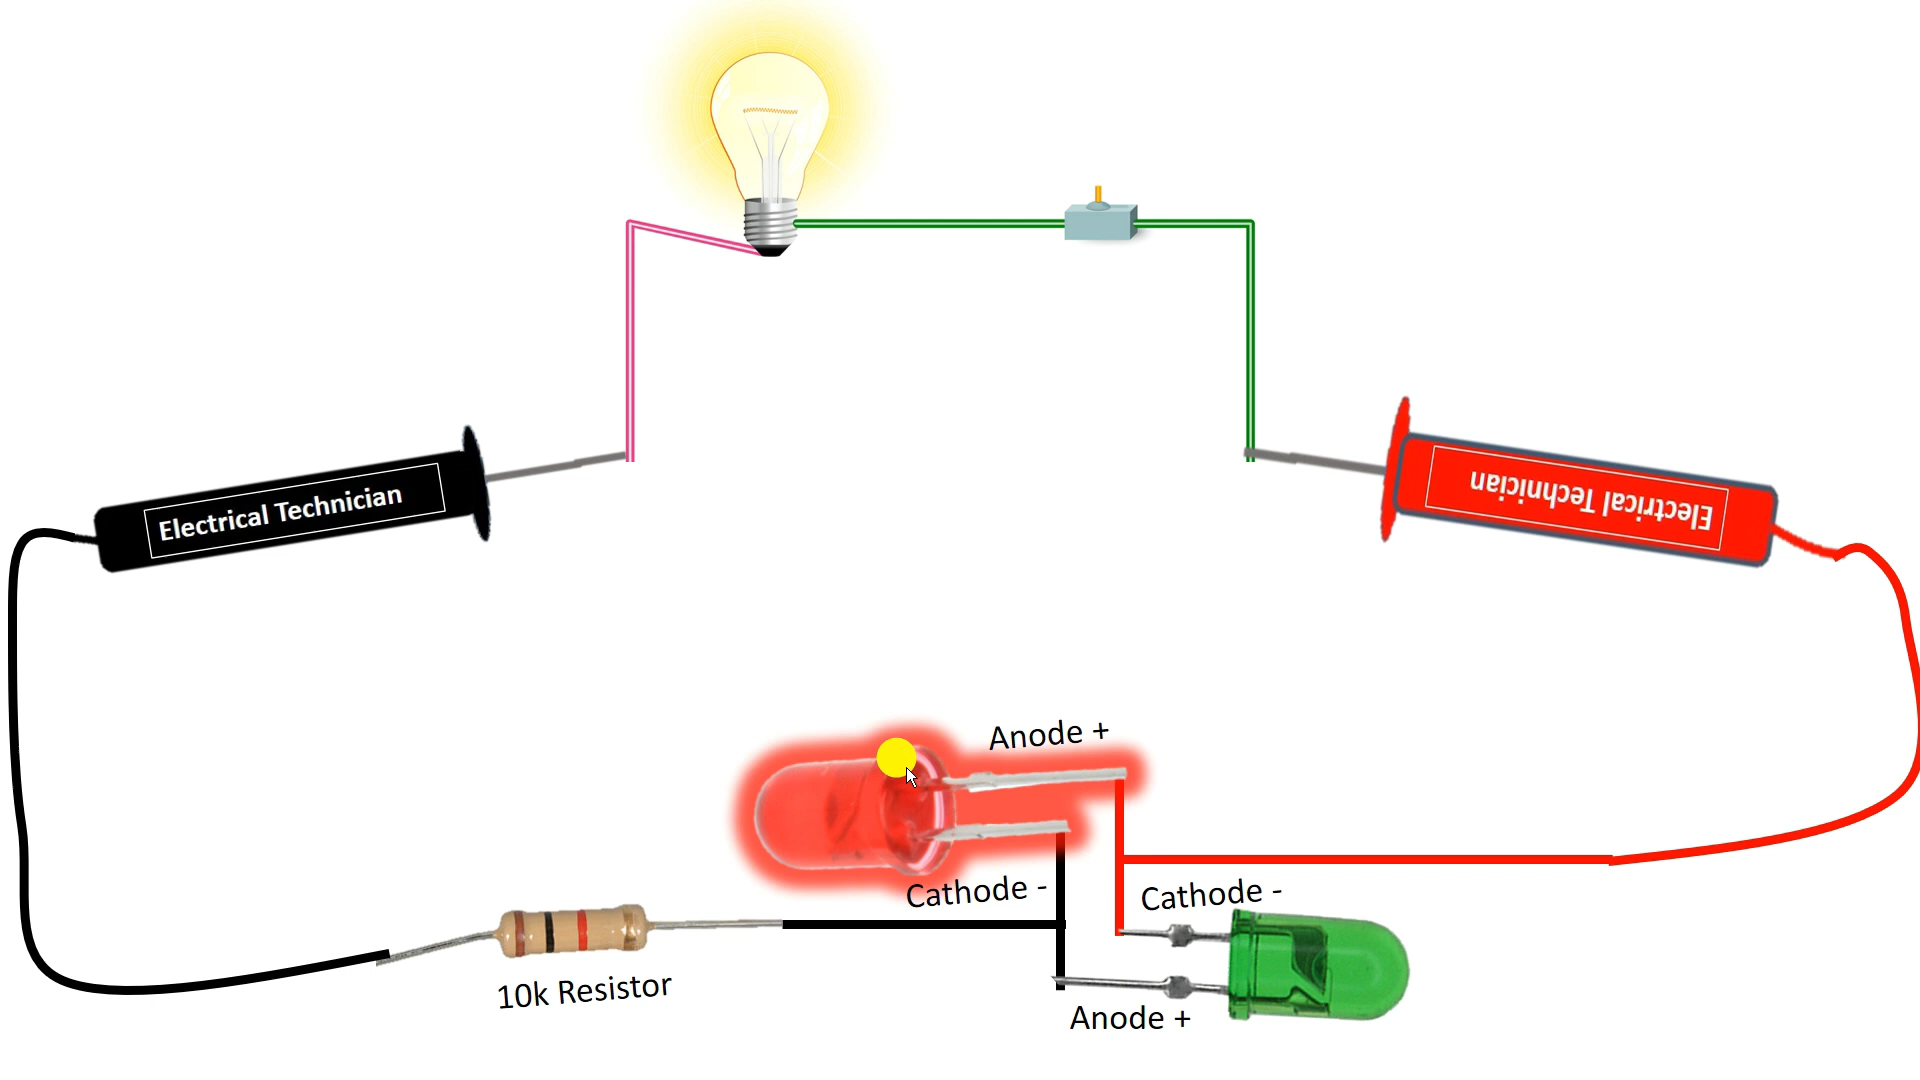 Electrical Technician
Electrical Technician
Anode +
Cathode -
Cathode -
10k Resistor
Anode +